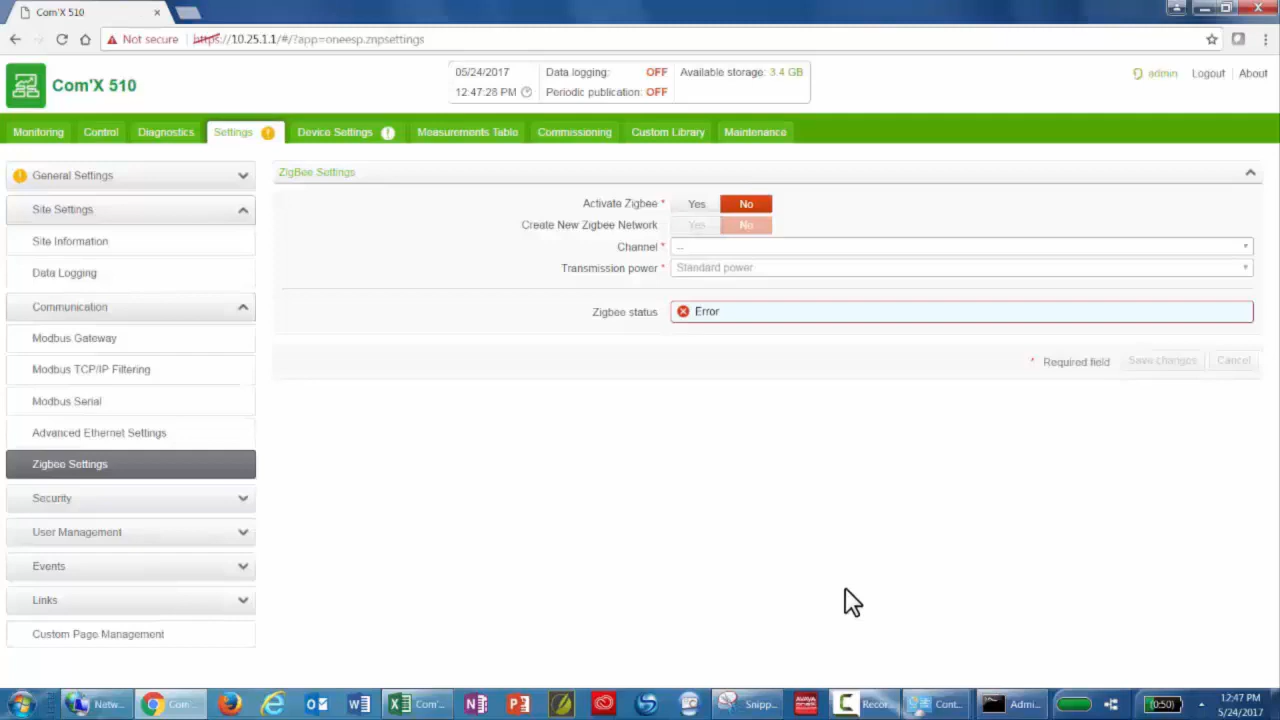 Com'X 510
Not secure https://10.25.1.1/#/?app=oneesp.znpsettings
Com'X 510
05/24/2017
12:47:28 PM
Data logging: OFF
Periodic publication: OFF
Available storage: 3.4 GB
admin Logout About
Monitoring Control Diagnostics Settings Device Settings Measurements Table Commissioning Custom Library Maintenance
General Settings
Site Settings
Site Information
Data Logging
Communication
Modbus Gateway
Modbus TCP/IP Filtering
Modbus Serial
Advanced Ethernet Settings
Zigbee Settings
Security
User Management
Events
Links
Custom Page Management
ZigBee Settings
Activate Zigbee * Yes No
Create New Zigbee Network Yes No
Channel * --
Transmission power * Standard power
Zigbee status Error
* Required field Save changes Cancel
Netw... Com... Com'... Snipp... Recor... Cont... Admi... (0:50) 12:47 PM
5/24/2017